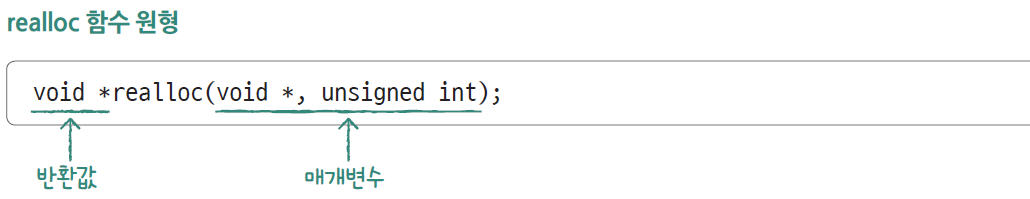 realloc 함수 원형
void *realloc(void *, unsigned int);
반환값 매개변수